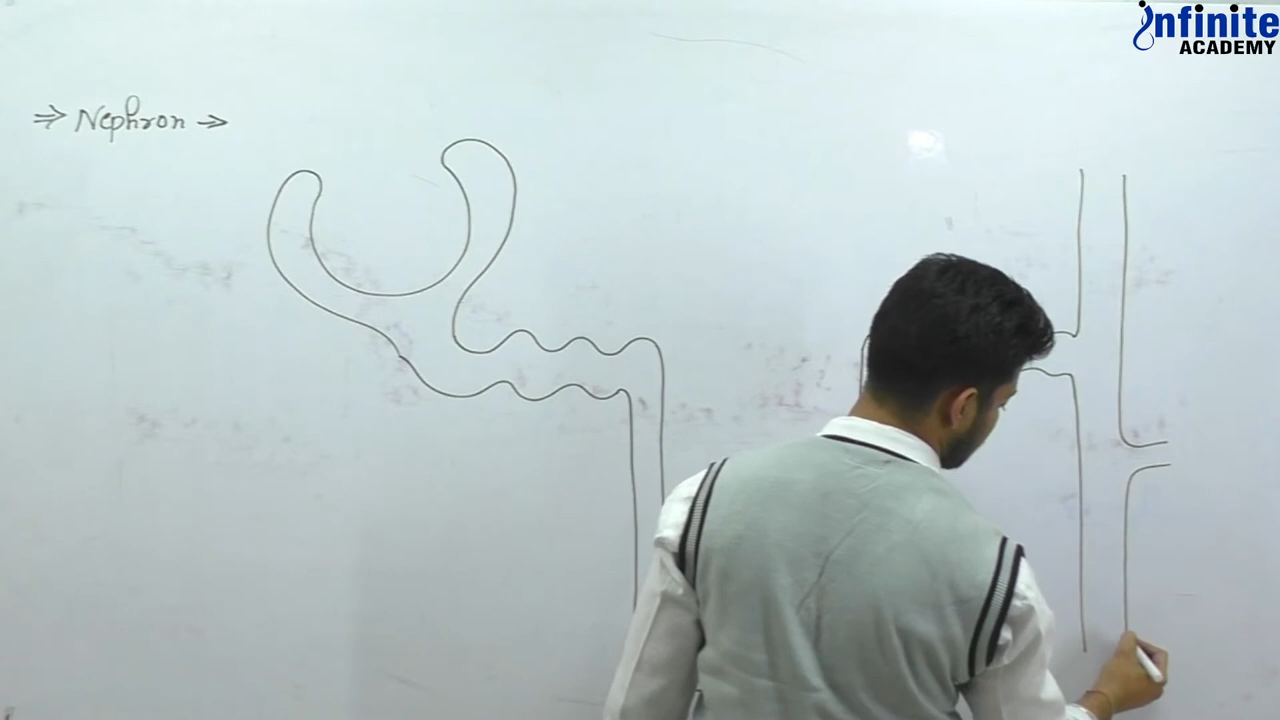 infinite
ACADEMY
⇒ Nephron →